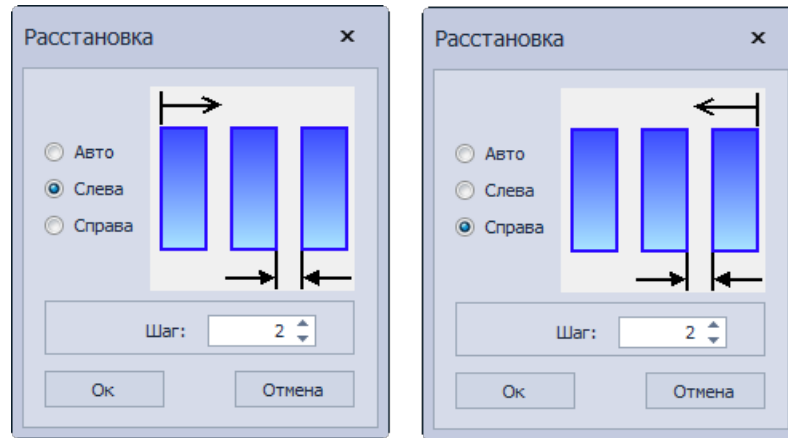 Расстановка x
Авто
Слева
Справа
Шаг: 2
Ок Отмена
Расстановка x
Авто
Слева
Справа
Шаг: 2
Ок Отмена